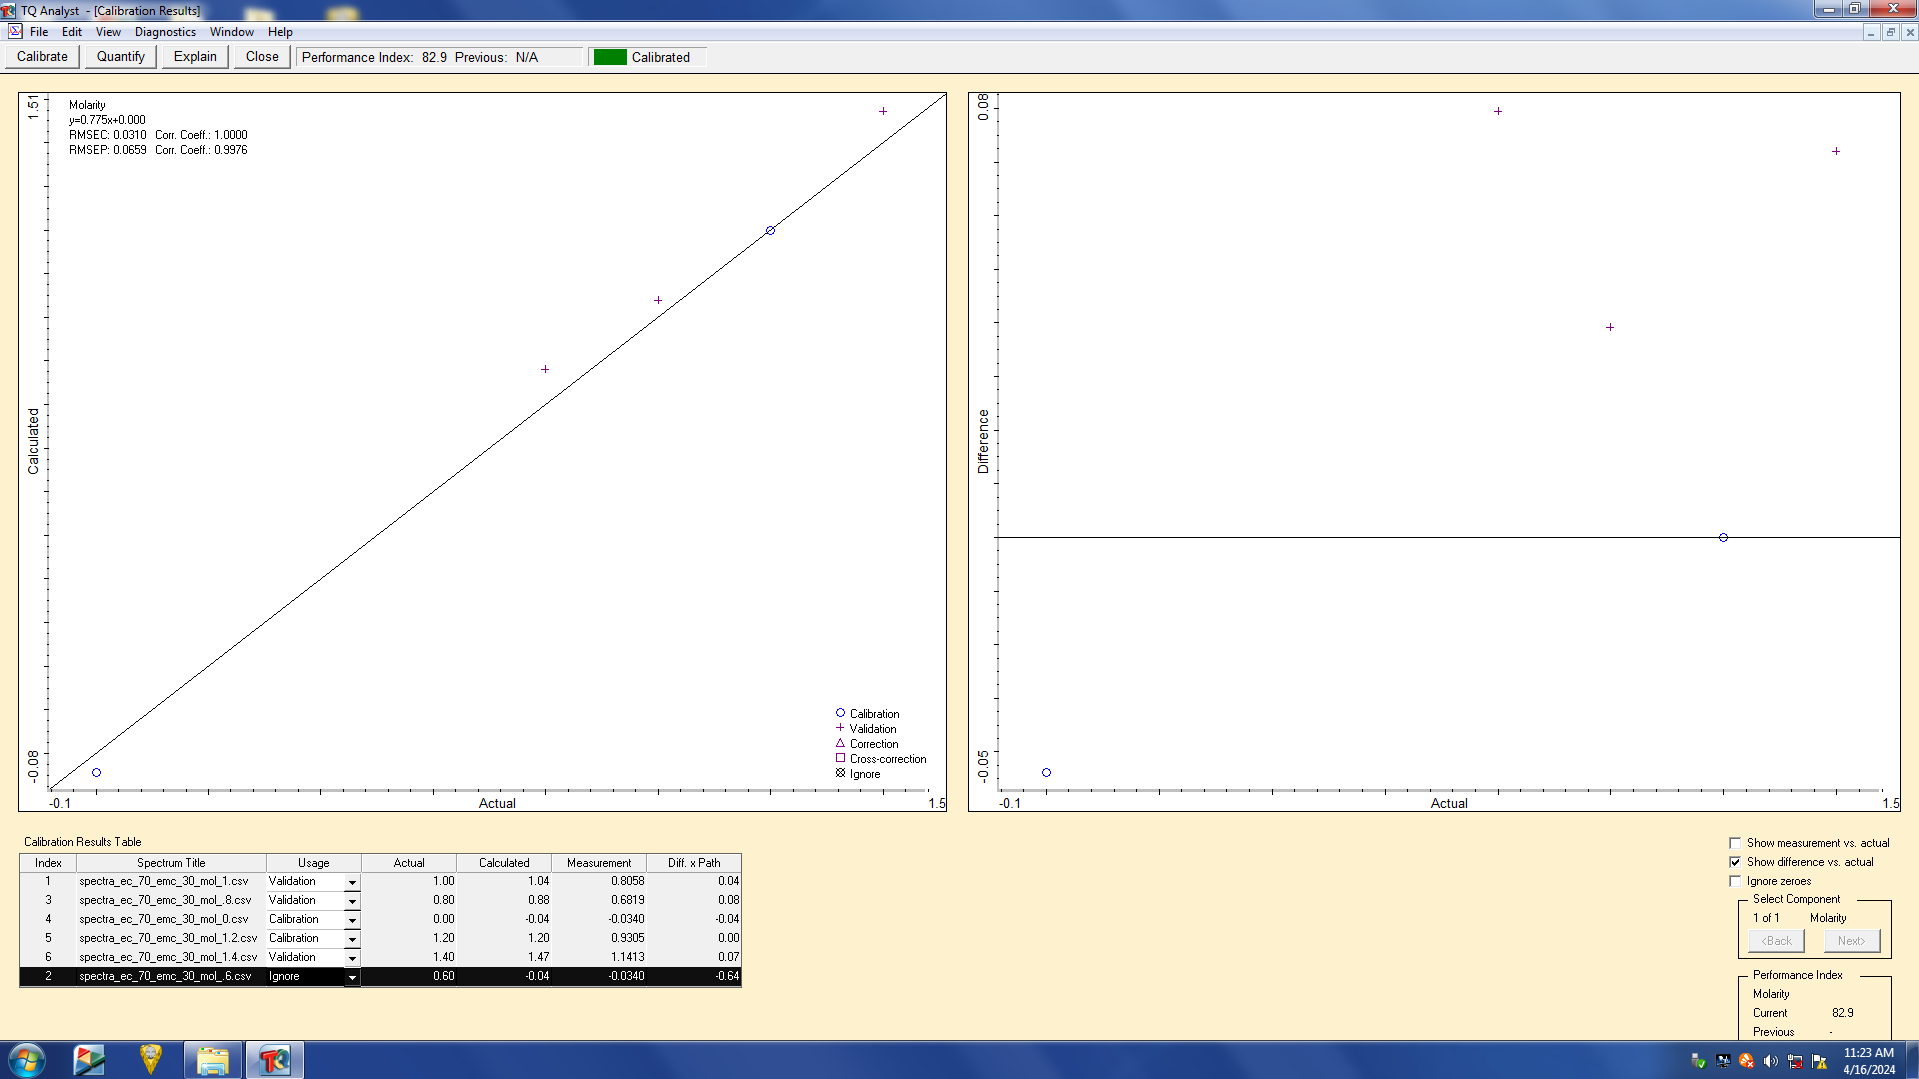 TQ Analyst - [Calibration Results]
File Edit View Diagnostics Window Help
Calibrate Quantify Explain Close Performance Index: 82.9 Previous: N/A Calibrated
1.51
Molarity
y=0.775x+0.000
RMSEC: 0.0310 Corr. Coeff.: 1.0000
RMSEP: 0.0659 Corr. Coeff.: 0.9976
Calculated
-0.08
Calibration
Validation
Correction
Cross-correction
Ignore
-0.1 Actual 1.5
0.08
Difference
-0.05
-0.1 Actual 1.5
Calibration Results Table
Index Spectrum Title Usage Actual Calculated Measurement Diff. x Path
1 spectra_ec_70_emc_30_mol_1.csv Validation 1.00 1.04 0.8058 0.04
3 spectra_ec_70_emc_30_mol_.8.csv Validation 0.80 0.88 0.6819 0.08
4 spectra_ec_70_emc_30_mol_0.csv Calibration 0.00 -0.04 -0.0340 -0.04
5 spectra_ec_70_emc_30_mol_1.2.csv Calibration 1.20 1.20 0.9305 0.00
6 spectra_ec_70_emc_30_mol_1.4.csv Validation 1.40 1.47 1.1413 0.07
2 spectra_ec_70_emc_30_mol_.6.csv Ignore 0.60 -0.04 -0.0340 -0.64
Show measurement vs. actual
Show difference vs. actual
Ignore zeroes
Select Component
1 of 1 Molarity
<Back Next>
Performance Index
Molarity
Current 82.9
Previous -
11:23 AM
4/16/2024